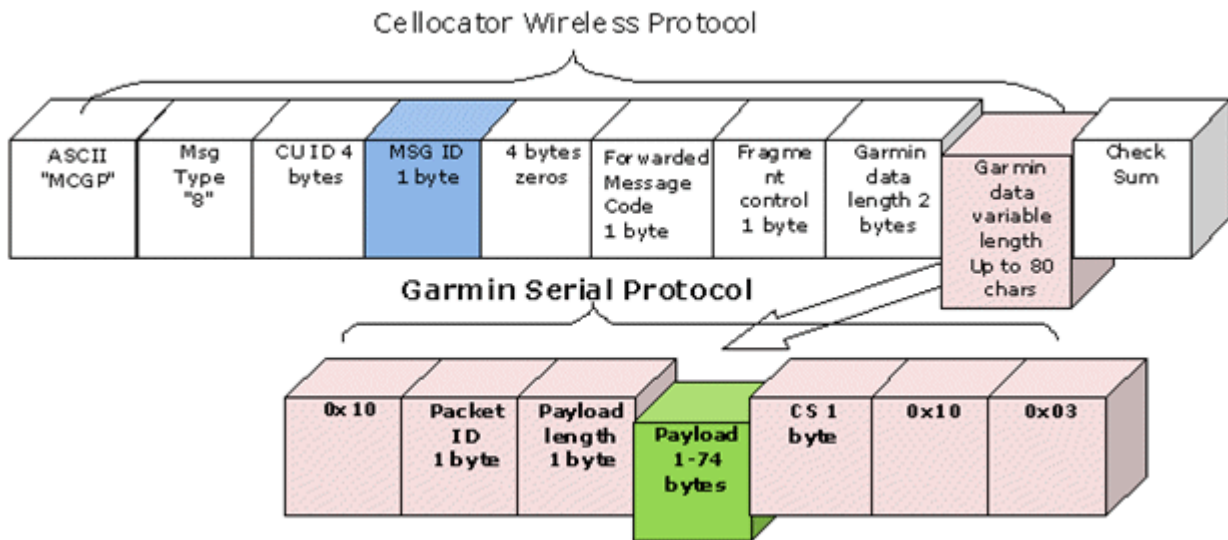 Cellocator Wireless Protocol
ASCII
"MCGP"
Msg
Type
"8"
CU ID 4
bytes
MSG ID
1 byte
4 bytes
zeros
Forwarded
Message
Code
1 byte
Fragme
nt
control
1 byte
Garmin
data
length 2
bytes
Garmin
data
variable
length
Up to 80
chars
Check
Sum
Garmin Serial Protocol
0x10
Packet
ID
1 byte
Payload
length
1 byte
Payload
1-74
bytes
CS 1
byte
0x10
0x03